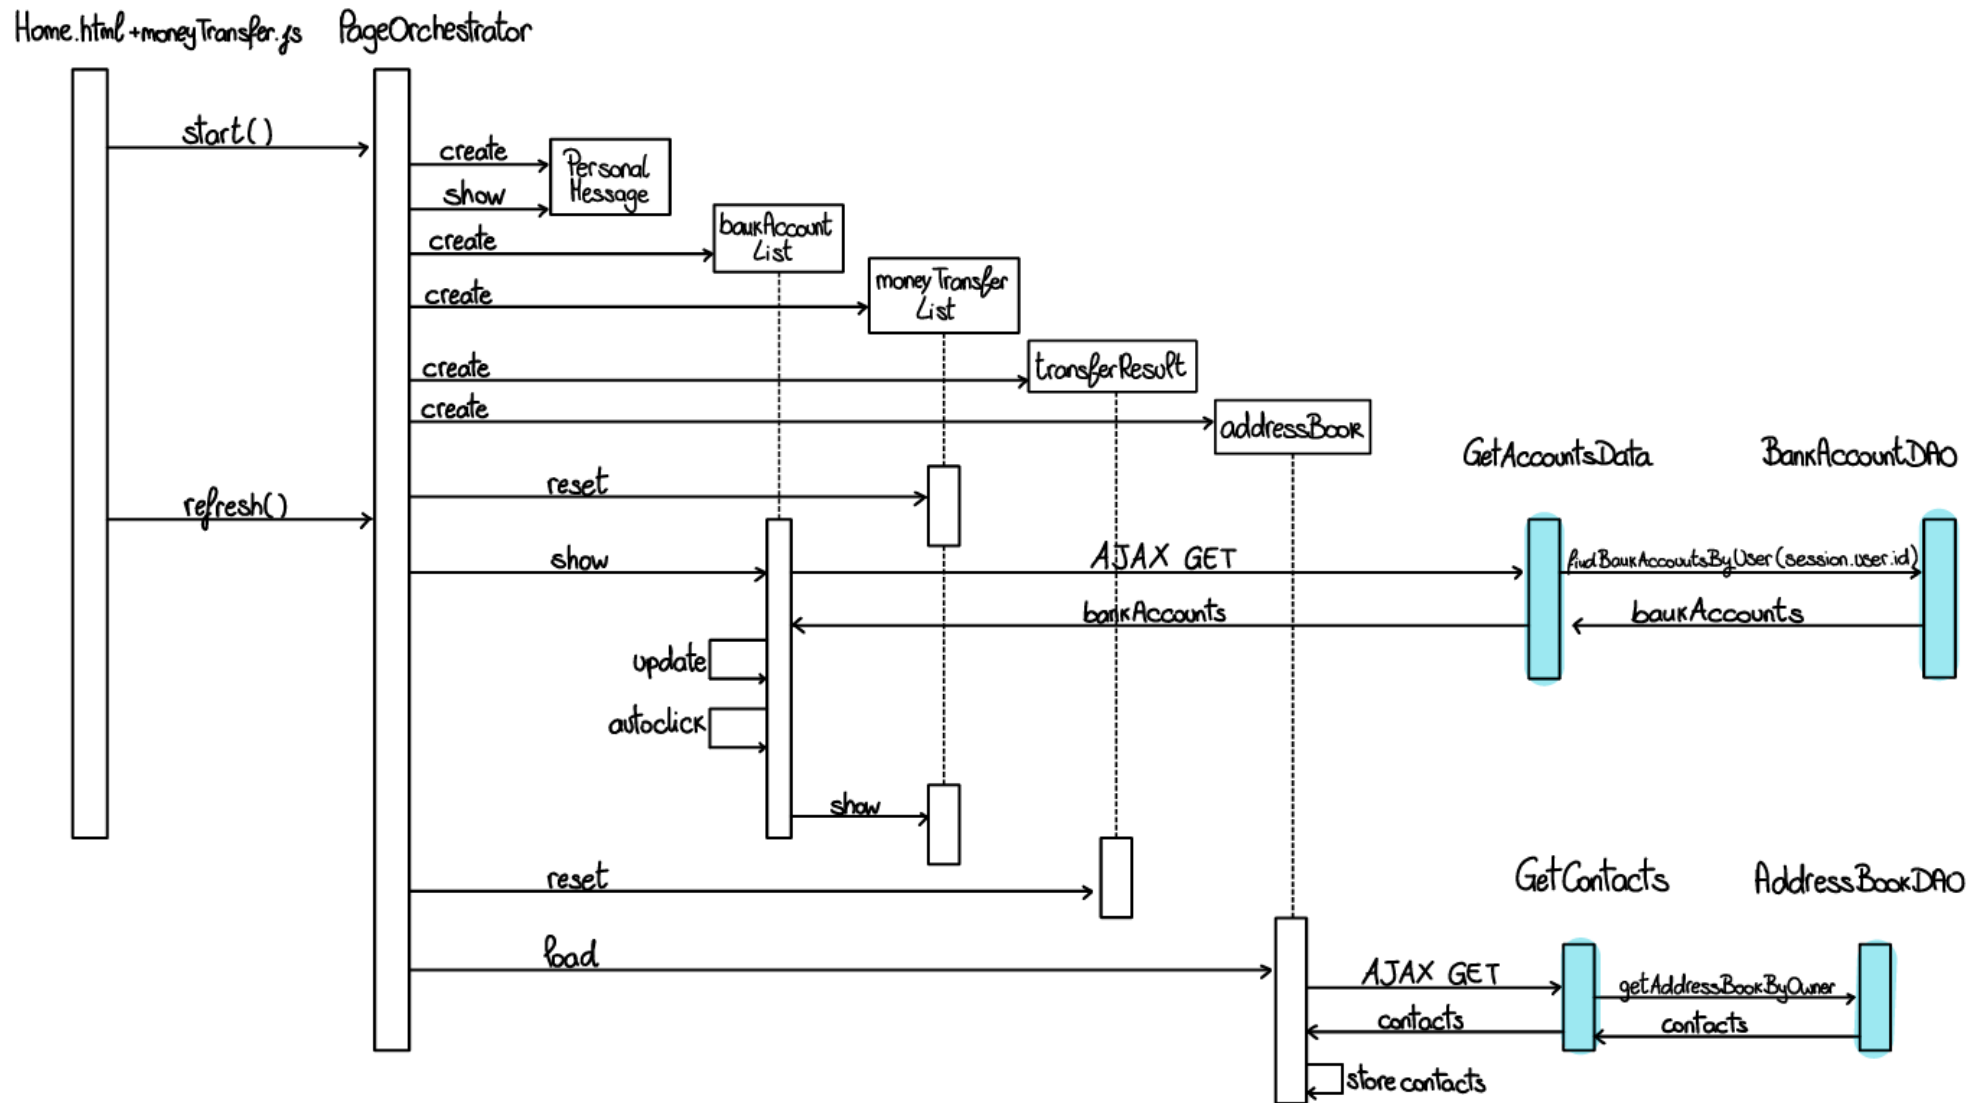 Home.html+moneyTransfer.js
PageOrchestrator
start()
create
Personal
Message
show
bankAccount
List
create
moneyTransfer
List
create
transferResult
create
create
addressBook
GetAccountsData
BankAccountDAO
reset
refresh()
show
AJAX GET
findBankAccountsByUser(session.user.id)
bankAccounts
bankAccounts
update
autoclick
show
reset
GetContacts
AddressBookDAO
load
AJAX GET
getAddressBookByOwner
contacts
contacts
store contacts